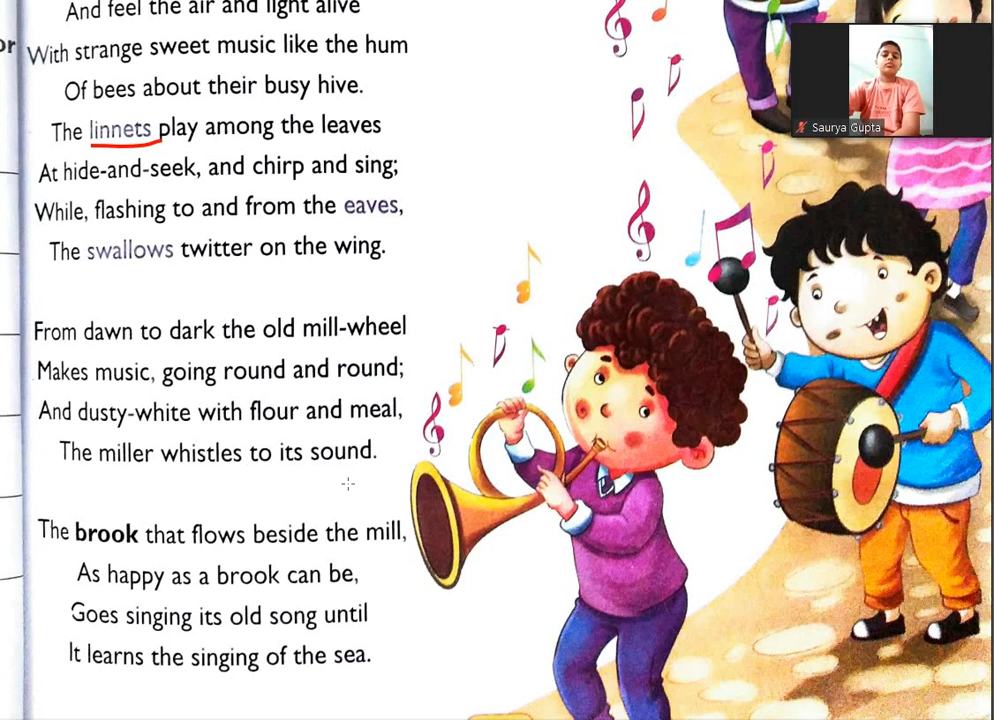 And feel the air and light alive
With strange sweet music like the hum
Of bees about their busy hive.
The linnets play among the leaves
At hide-and-seek, and chirp and sing;
While, flashing to and from the eaves,
The swallows twitter on the wing.
From dawn to dark the old mill-wheel
Makes music, going round and round;
And dusty-white with flour and meal,
The miller whistles to its sound.
The brook that flows beside the mill,
As happy as a brook can be,
Goes singing its old song until
It learns the singing of the sea.
Saurya Gupta